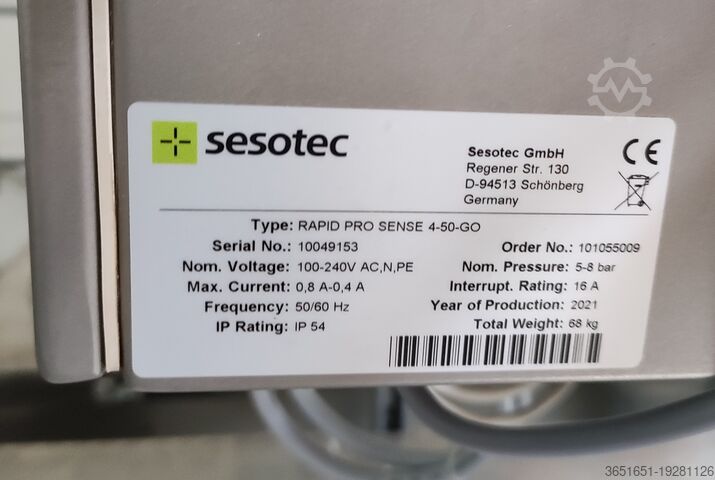 sesotec
Sesotec GmbH
Regener Str. 130
D-94513 Schönberg
Germany
CE
Type: RAPID PRO SENSE 4-50-GO
Serial No.: 10049153
Order No.: 101055009
Nom. Voltage: 100-240V AC,N,PE
Nom. Pressure: 5-8 bar
Max. Current: 0,8 A-0,4 A
Interrupt. Rating: 16 A
Frequency: 50/60 Hz
Year of Production: 2021
IP Rating: IP 54
Total Weight: 68 kg
3651651-19281126